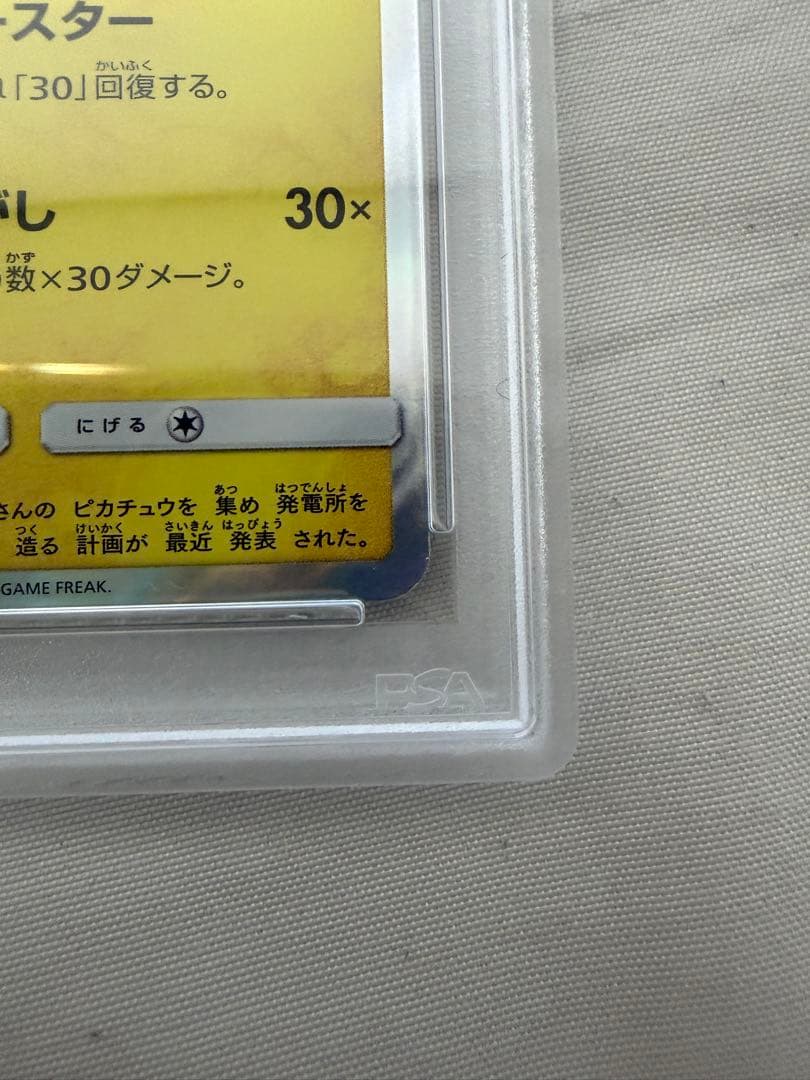 ースター
「30」回復する。
かいふく
がし 30×
数×30ダメージ。
かず
にげる
さんの ピカチュウを 集め 発電所を
あつ はつでんしょ
造る 計画が 最近 発表 された。
つく けいかく さいきん はっぴょう
GAME FREAK.
PSA